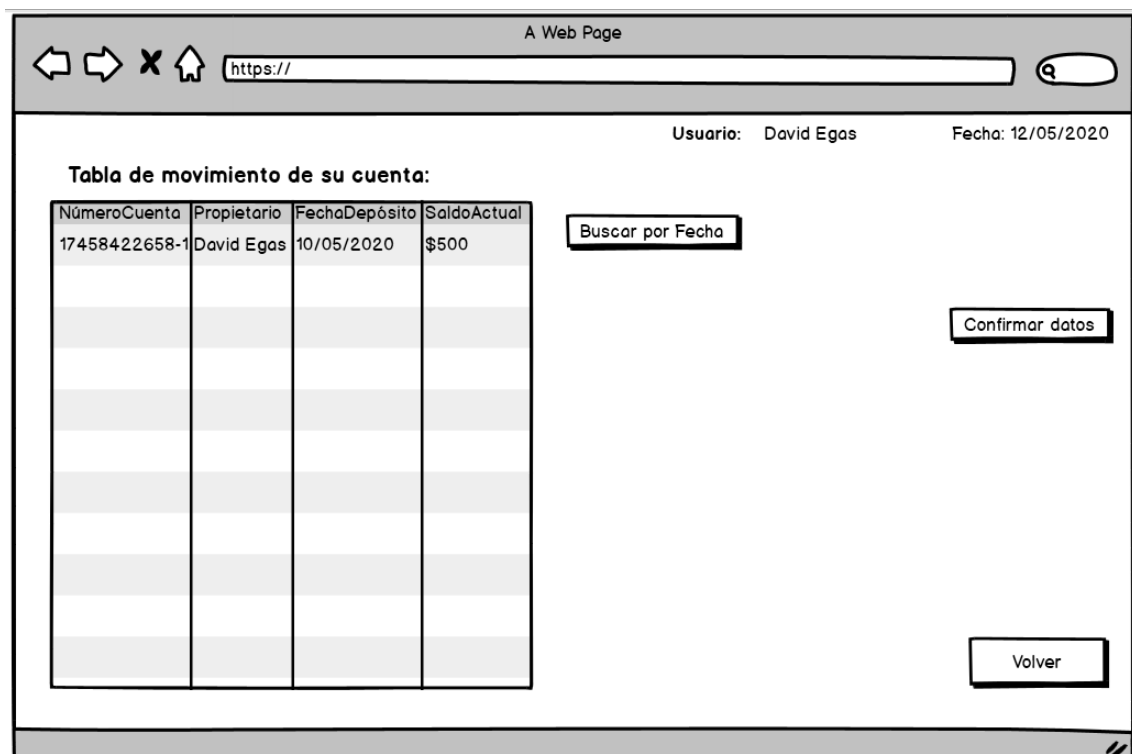 A Web Page
https://
Usuario: David Egas Fecha: 12/05/2020
Tabla de movimiento de su cuenta:
NúmeroCuenta Propietario FechaDepósito SaldoActual
17458422658-1 David Egas 10/05/2020 $500
Buscar por Fecha
Confirmar datos
Volver